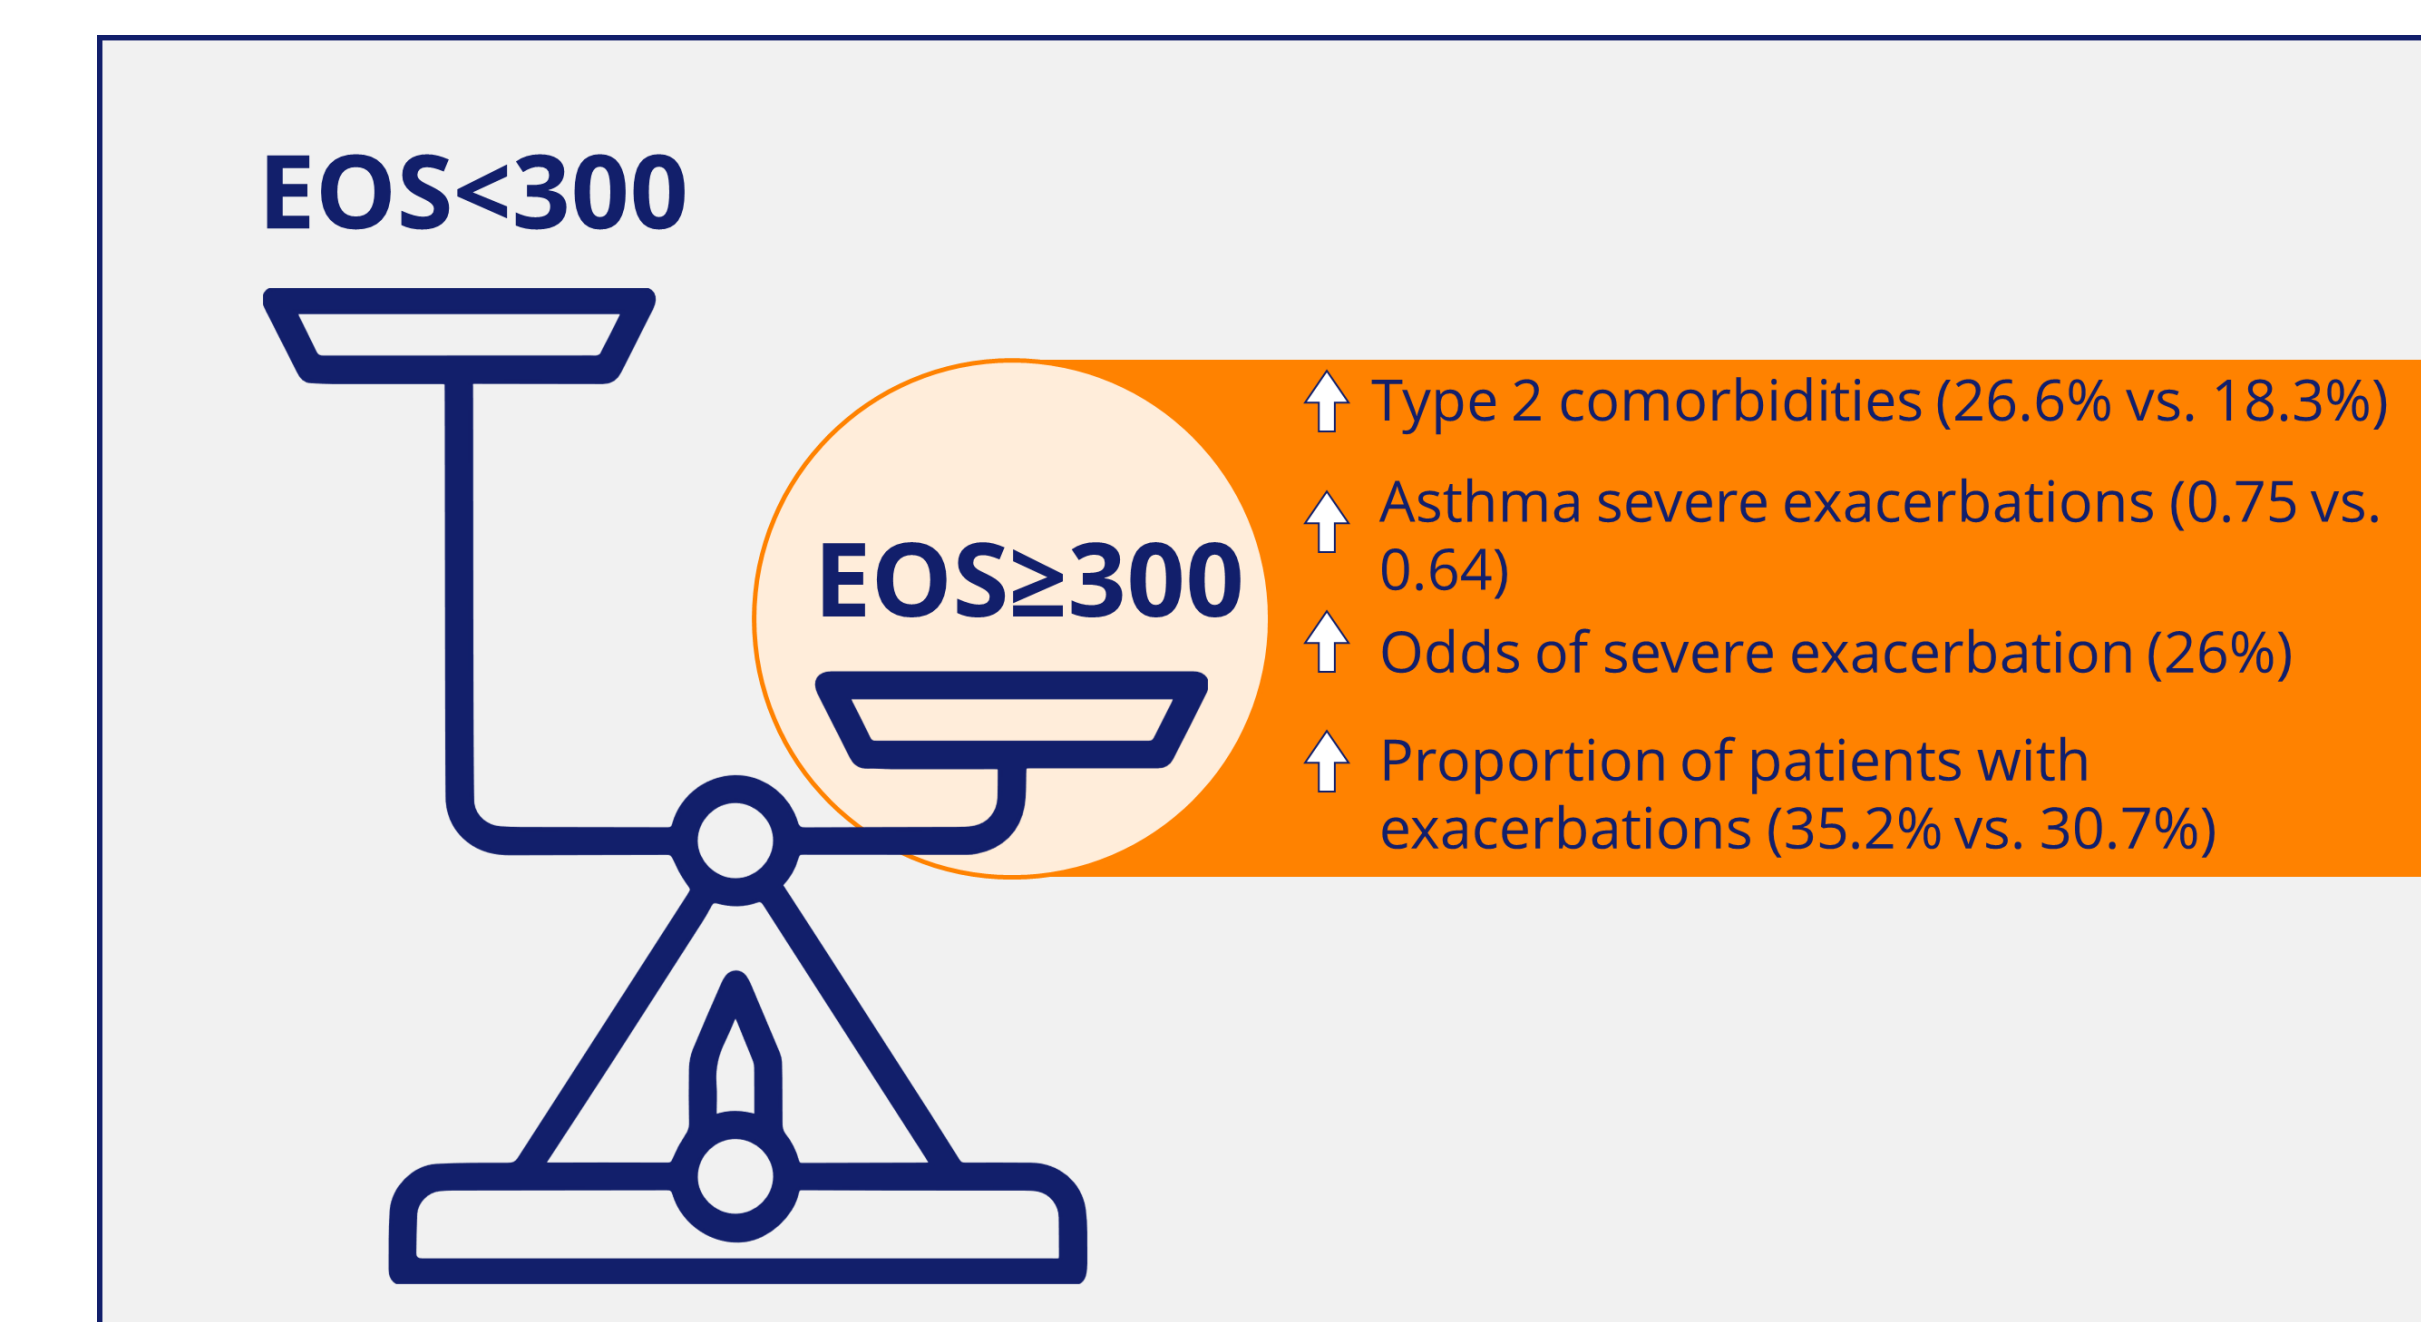 EOS<300
EOS≥300
Type 2 comorbidities (26.6% vs. 18.3%)
Asthma severe exacerbations (0.75 vs.
0.64)
Odds of severe exacerbation (26%)
Proportion of patients with
exacerbations (35.2% vs. 30.7%)